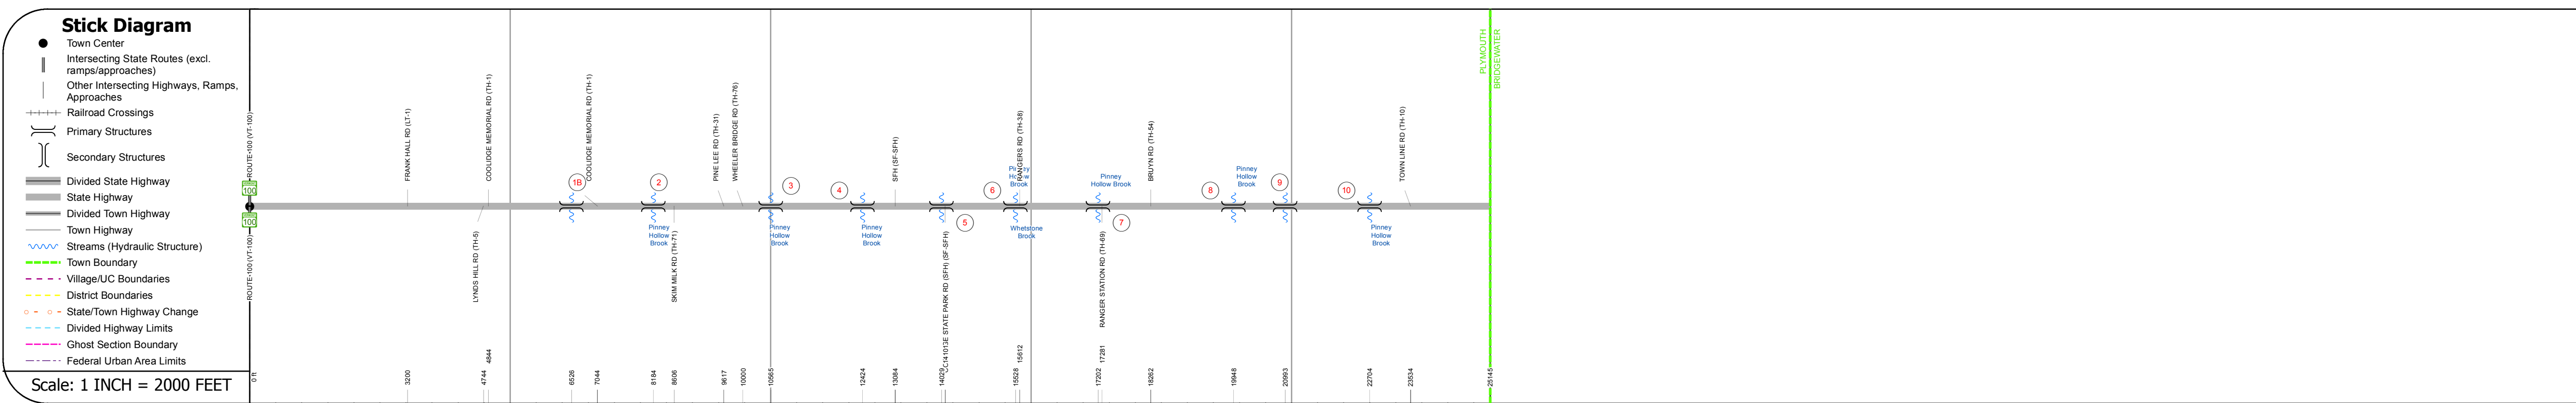 Stick Diagram
Town Center
Intersecting State Routes (excl.
ramps/approaches)
Other Intersecting Highways, Ramps,
Approaches
Railroad Crossings
Primary Structures
Secondary Structures
Divided State Highway
State Highway
Divided Town Highway
Town Highway
Streams (Hydraulic Structure)
Town Boundary
Village/UC Boundaries
District Boundaries
State/Town Highway Change
Divided Highway Limits
Ghost Section Boundary
Federal Urban Area Limits
Scale: 1 INCH = 2000 FEET
ROUTE-100 (VT-100)
100
100
ROUTE-100 (VT-100)
FRANK HALL RD (LT-1)
LYNDS HILL RD (TH-5)
COOLIDGE MEMORIAL RD (TH-1)
1B
COOLIDGE MEMORIAL RD (TH-1)
2
Pinney
Hollow
Brook
SKIM MILK RD (TH-71)
PINE LEE RD (TH-31)
WHEELER BRIDGE RD (TH-76)
3
Pinney
Hollow
Brook
4
Pinney
Hollow
Brook
SFH (SF-SFH)
5
STATE PARK RD (SFH) (SF-SFH)
6
Pinney
Hollow
Brook
RANGERS RD (TH-38)
Whetstone
Brook
Pinney
Hollow Brook
7
RANGER STATION RD (TH-69)
BRUYN RD (TH-54)
8
Pinney
Hollow
Brook
9
10
Pinney
Hollow
Brook
TOWN LINE RD (TH-10)
PLYMOUTH
BRIDGEWATER
0 ft
3200
4744
4844
6526
7044
8184
8606
9617
10000
10565
12424
13084
14029
15528
15612
17202
17281
18262
19948
20993
22704
23534
25145